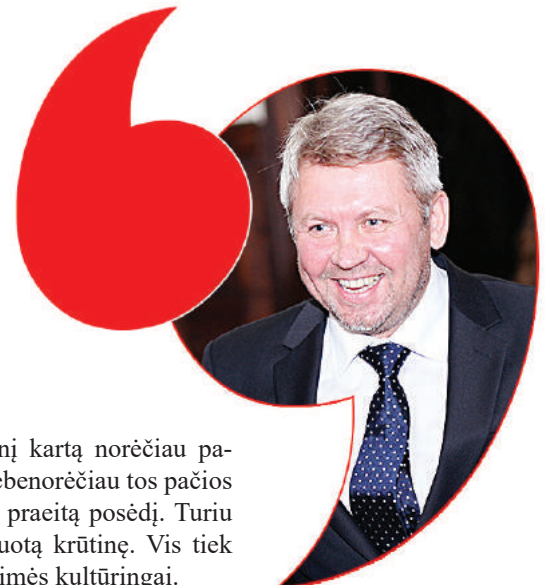 nį kartą norėčiau pa-
ebenorėčiau tos pačios
praeitą posėdį. Turiu
uotą krūtinę. Vis tiek
imės kultūringai.